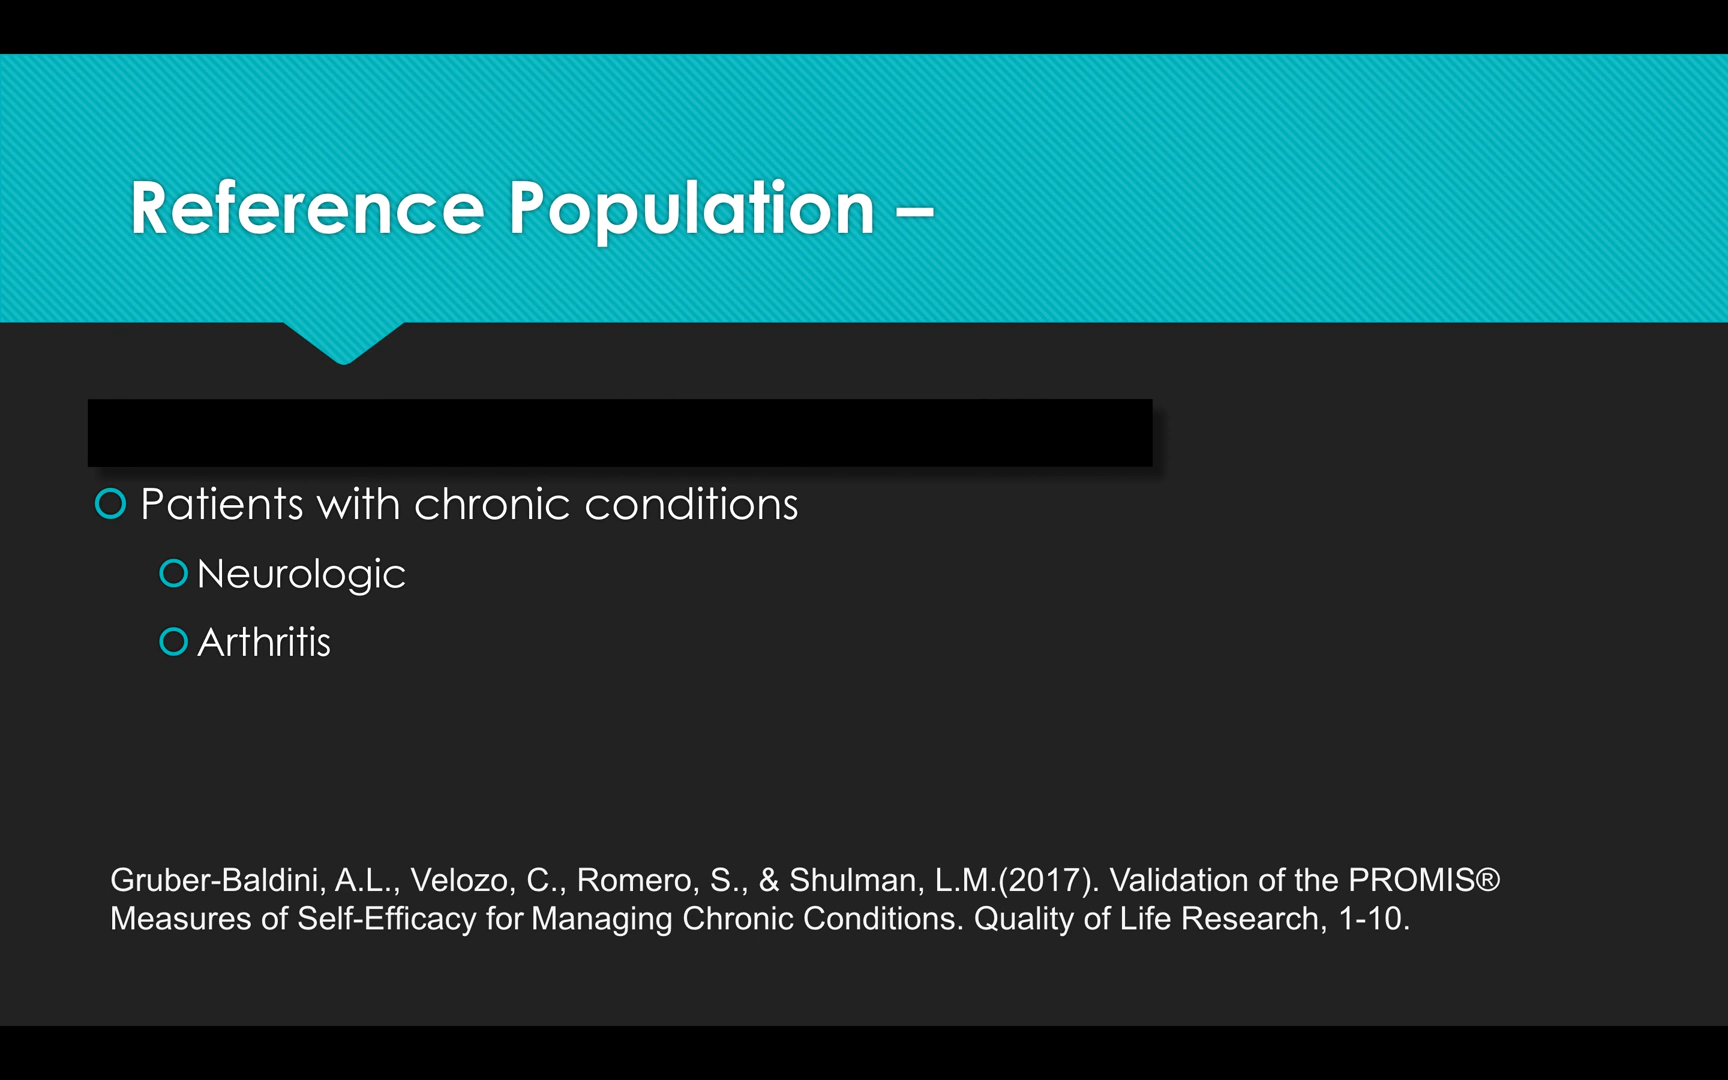 Reference Population –
Patients with chronic conditions
Neurologic
Arthritis
Gruber-Baldini, A.L., Velozo, C., Romero, S., & Shulman, L.M.(2017). Validation of the PROMIS®
Measures of Self-Efficacy for Managing Chronic Conditions. Quality of Life Research, 1-10.